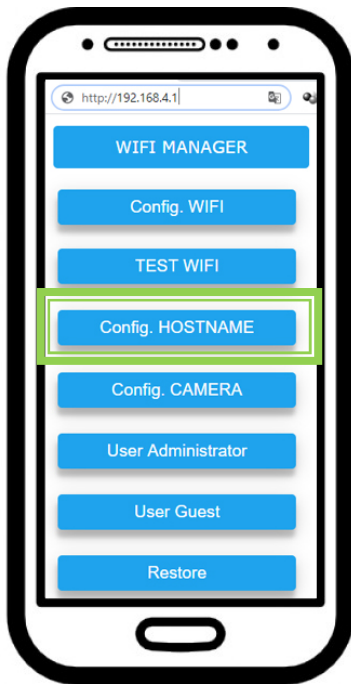 http://192.168.4.1
WIFI MANAGER
Config. WIFI
TEST WIFI
Config. HOSTNAME
Config. CAMERA
User Administrator
User Guest
Restore